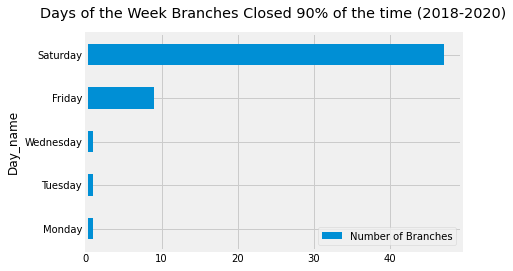 Days of the Week Branches Closed 90% of the time (2018-2020)
Day_name
Saturday
Friday
Wednesday
Tuesday
Monday
Number of Branches
0 10 20 30 40